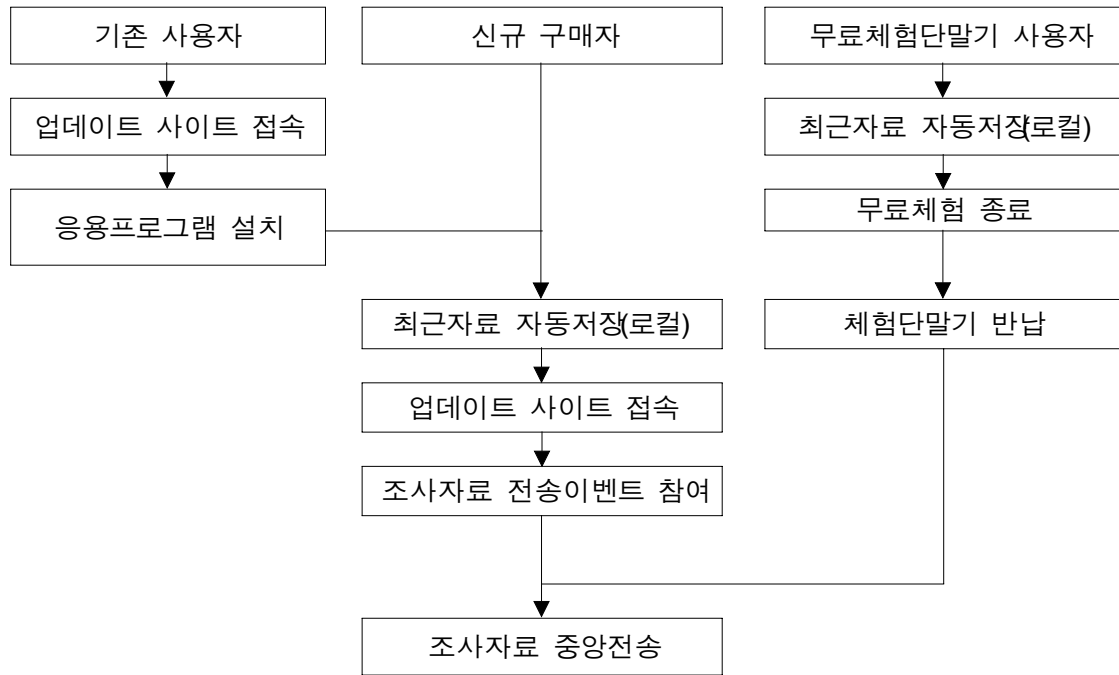 기존 사용자
신규 구매자
무료체험단말기 사용자
업데이트 사이트 접속
최근자료 자동저장(로컬)
응용프로그램 설치
무료체험 종료
최근자료 자동저장(로컬)
체험단말기 반납
업데이트 사이트 접속
조사자료 전송이벤트 참여
조사자료 중앙전송